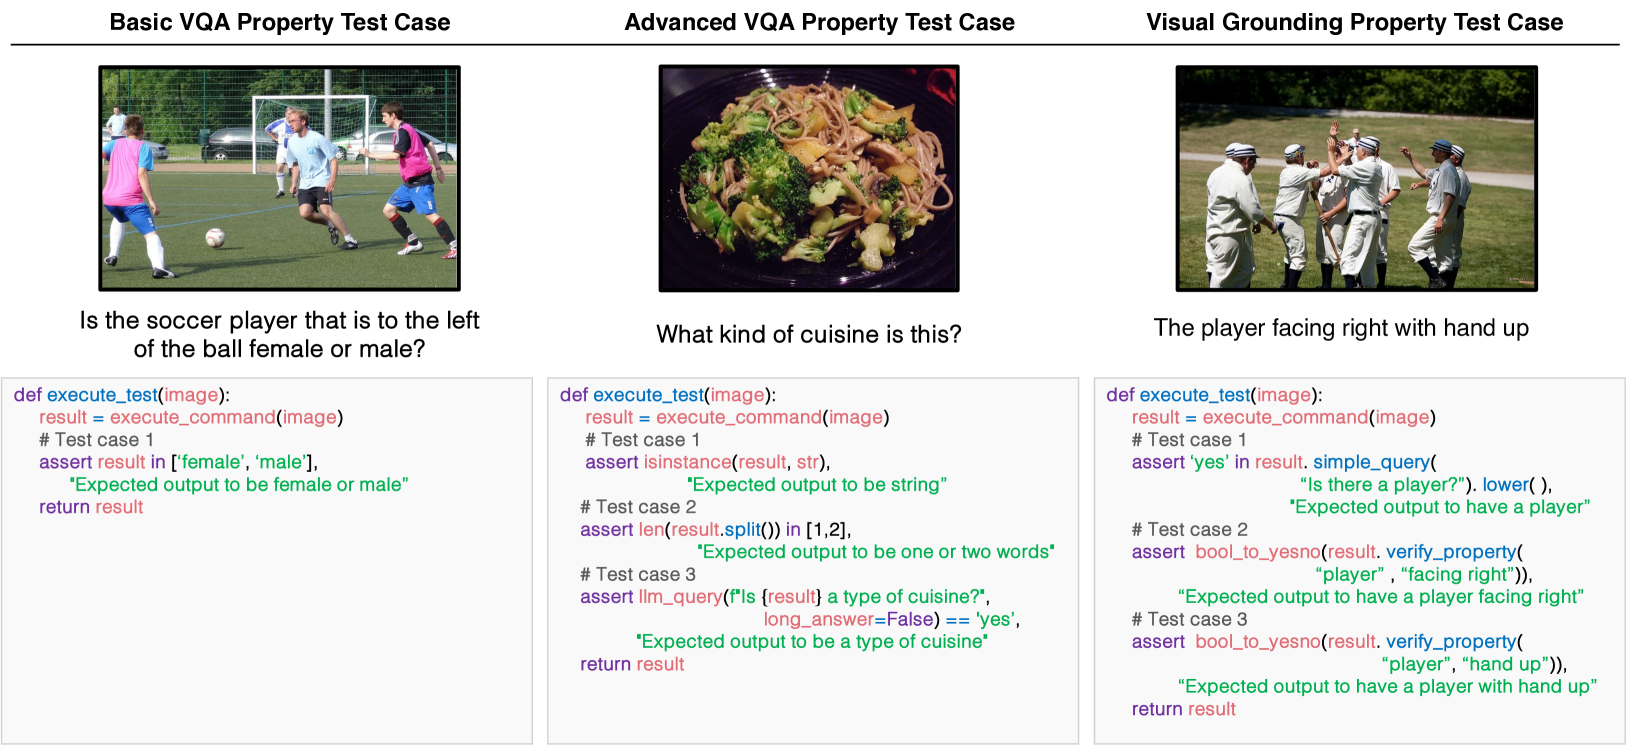 Basic VQA Property Test Case
Is the soccer player that is to the left
of the ball female or male?
def execute_test(image):
result = execute_command(image)
# Test case 1
assert result in [‘female’, ‘male’],
"Expected output to be female or male”
return result
Advanced VQA Property Test Case
What kind of cuisine is this?
def execute_test(image):
result = execute_command(image)
# Test case 1
assert isinstance(result, str),
"Expected output to be string”
# Test case 2
assert len(result.split()) in [1,2],
"Expected output to be one or two words"
# Test case 3
assert llm_query(f"Is {result} a type of cuisine?",
long_answer=False) == 'yes’,
"Expected output to be a type of cuisine"
return result
Visual Grounding Property Test Case
The player facing right with hand up
def execute_test(image):
result = execute_command(image)
# Test case 1
assert ‘yes’ in result. simple_query(
“Is there a player?”). lower( ),
"Expected output to have a player”
# Test case 2
assert bool_to_yesno(result. verify_property(
“player” , “facing right”)),
“Expected output to have a player facing right”
# Test case 3
assert bool_to_yesno(result. verify_property(
“player”, “hand up”)),
“Expected output to have a player with hand up”
return result